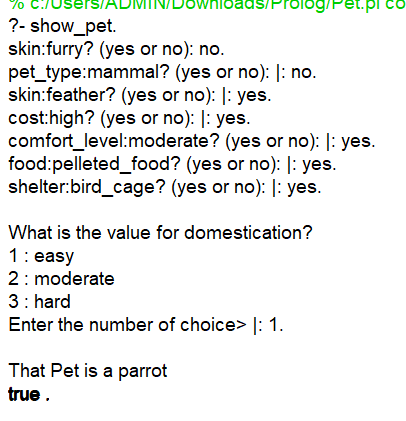 % c:/Users/ADMIN/Downloads/Prolog/Pet.pl co
?- show_pet.
skin:furry? (yes or no): no.
pet_type:mammal? (yes or no): |: no.
skin:feather? (yes or no): |: yes.
cost:high? (yes or no): |: yes.
comfort_level:moderate? (yes or no): |: yes.
food:pelleted_food? (yes or no): |: yes.
shelter:bird_cage? (yes or no): |: yes.
What is the value for domestication?
1 : easy
2 : moderate
3 : hard
Enter the number of choice> |: 1.
That Pet is a parrot
true .